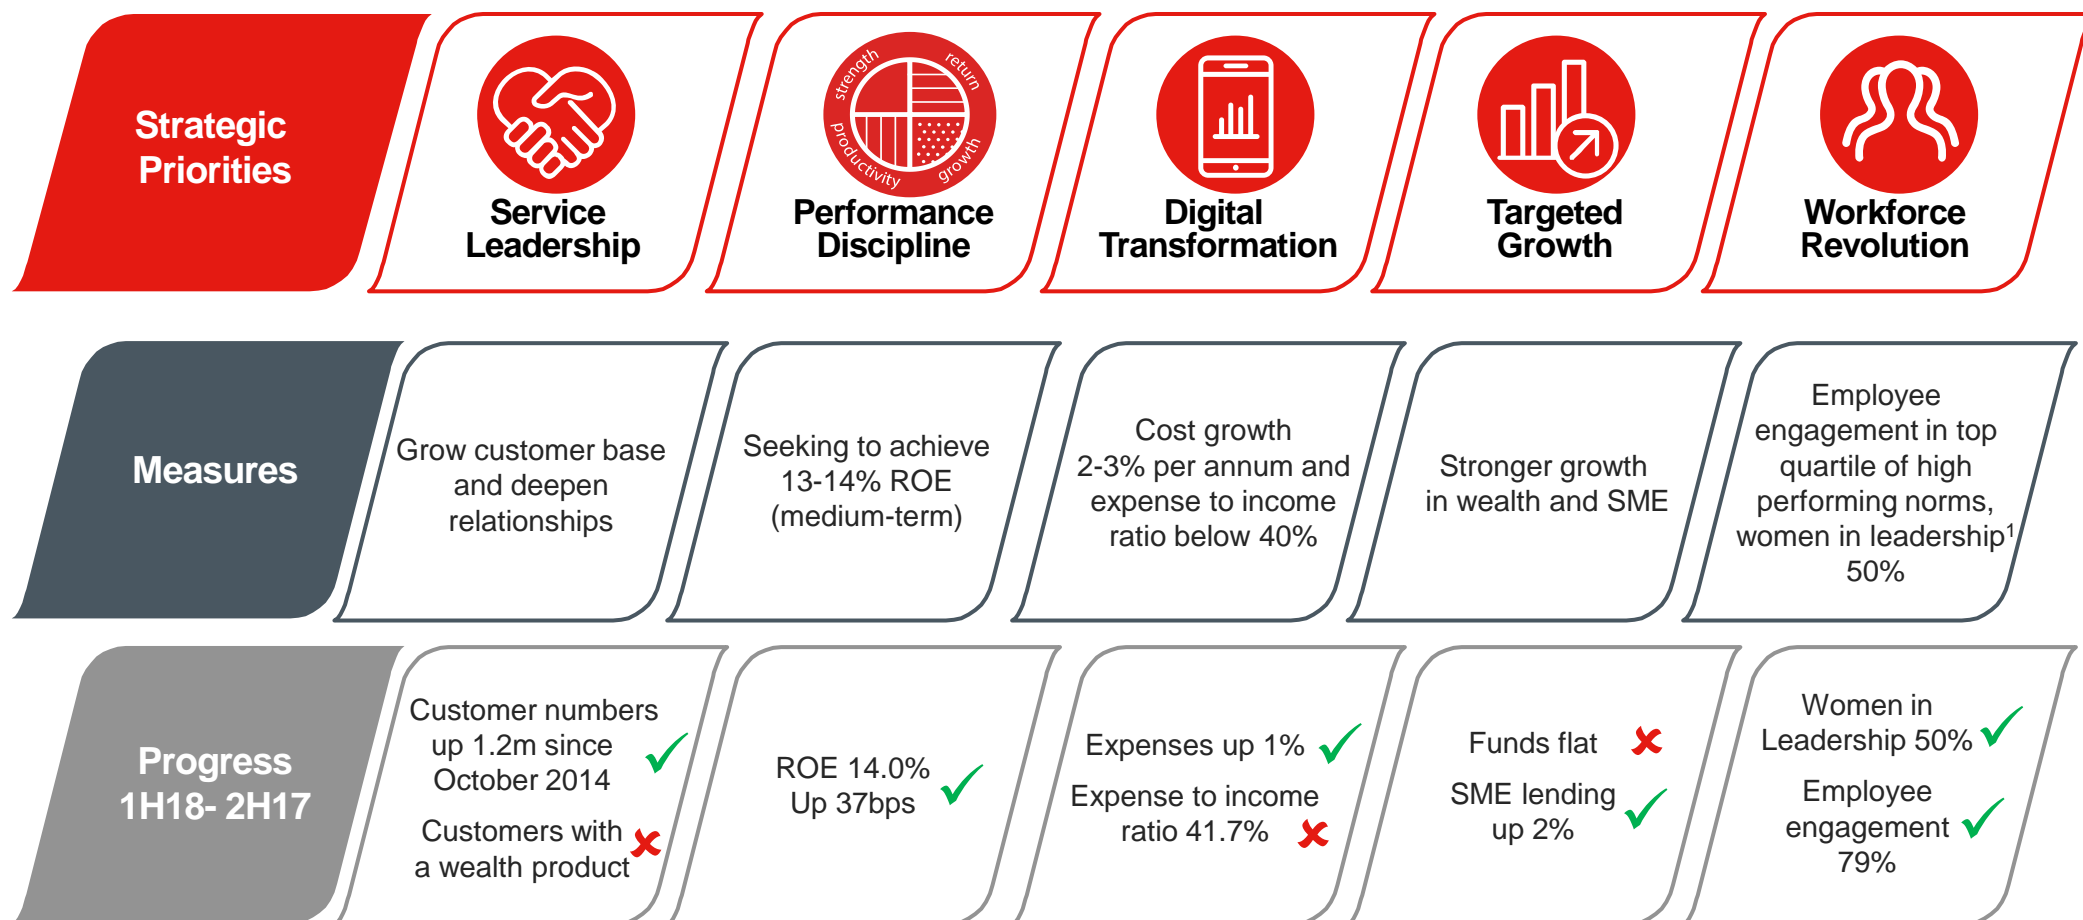 Strategic
Priorities
Service
Leadership
strength
return
productivity
growth
Performance
Discipline
Digital
Transformation
Targeted
Growth
Workforce
Revolution
Measures
Grow customer base
and deepen
relationships
Seeking to achieve
13-14% ROE
(medium-term)
Cost growth
2-3% per annum and
expense to income
ratio below 40%
Stronger growth
in wealth and SME
Employee
engagement in top
quartile of high
performing norms,
women in leadership¹
50%
Progress
1H18- 2H17
Customer numbers
up 1.2m since
October 2014
Customers with
a wealth product
ROE 14.0%
Up 37bps
Expenses up 1%
Expense to income
ratio 41.7%
Funds flat
SME lending
up 2%
Women in
Leadership 50%
Employee
engagement
79%